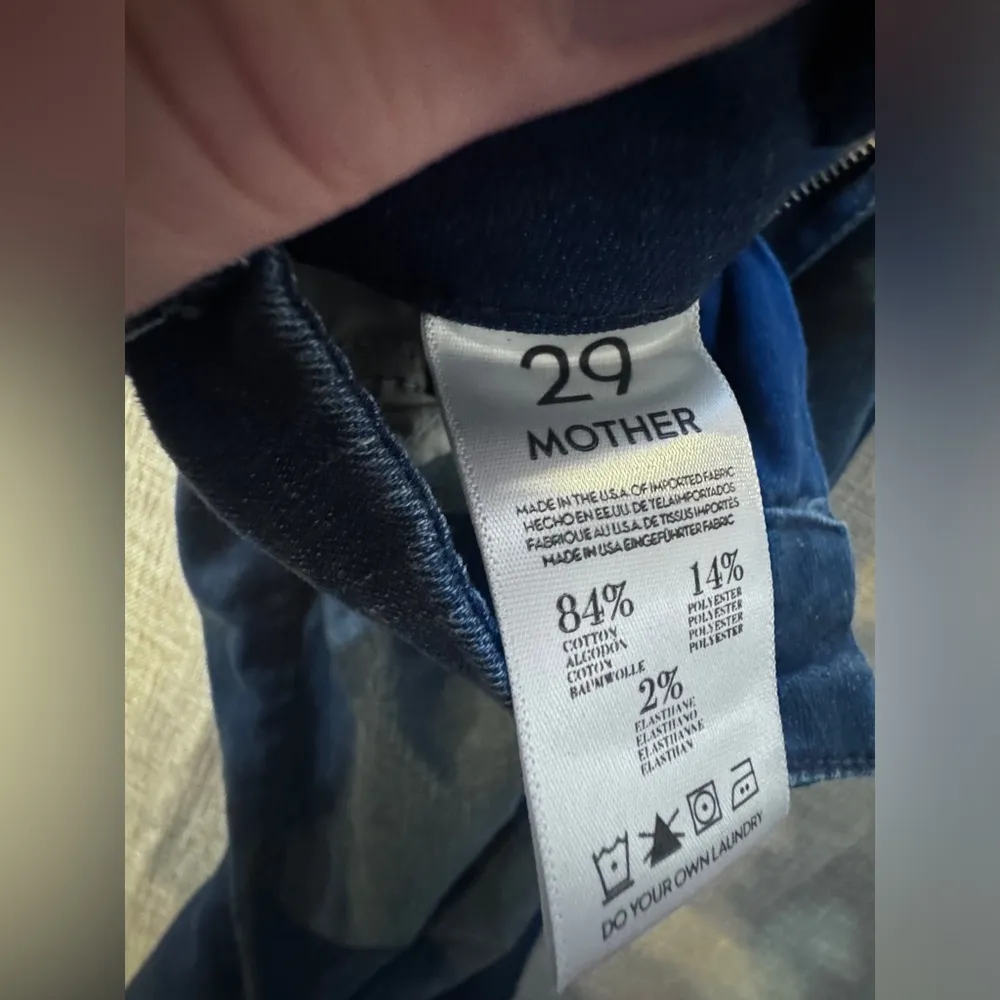 29
MOTHER
MADE IN THE U.S.A. OF IMPORTED FABRIC
HECHO EN EE.UU. DE TELA IMPORTADOS
FABRIQUE AU U.S.A. DE TISSUS IMPORTÉS
MADE IN USA EINGEFÜHRTER FABRIC
84%
COTTON
ALGODÓN
COTON
BAUMWOLLE
14%
POLYESTER
POLYESTER
POLYESTER
POLYESTER
2%
ELASTHANE
ELASTHANO
ELASTHANNE
ELASTHAN
DO YOUR OWN LAUNDRY